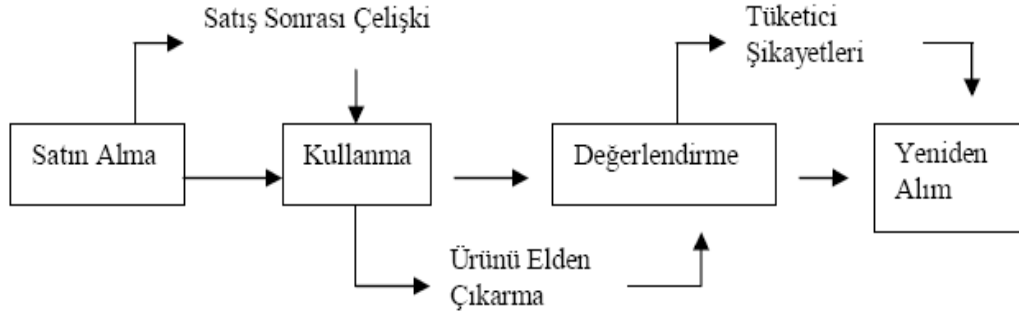 Satış Sonrası Çelişki
Tüketici
Şikayetleri
Satın Alma
Kullanma
Değerlendirme
Yeniden
Alım
Ürünü Elden
Çıkarma